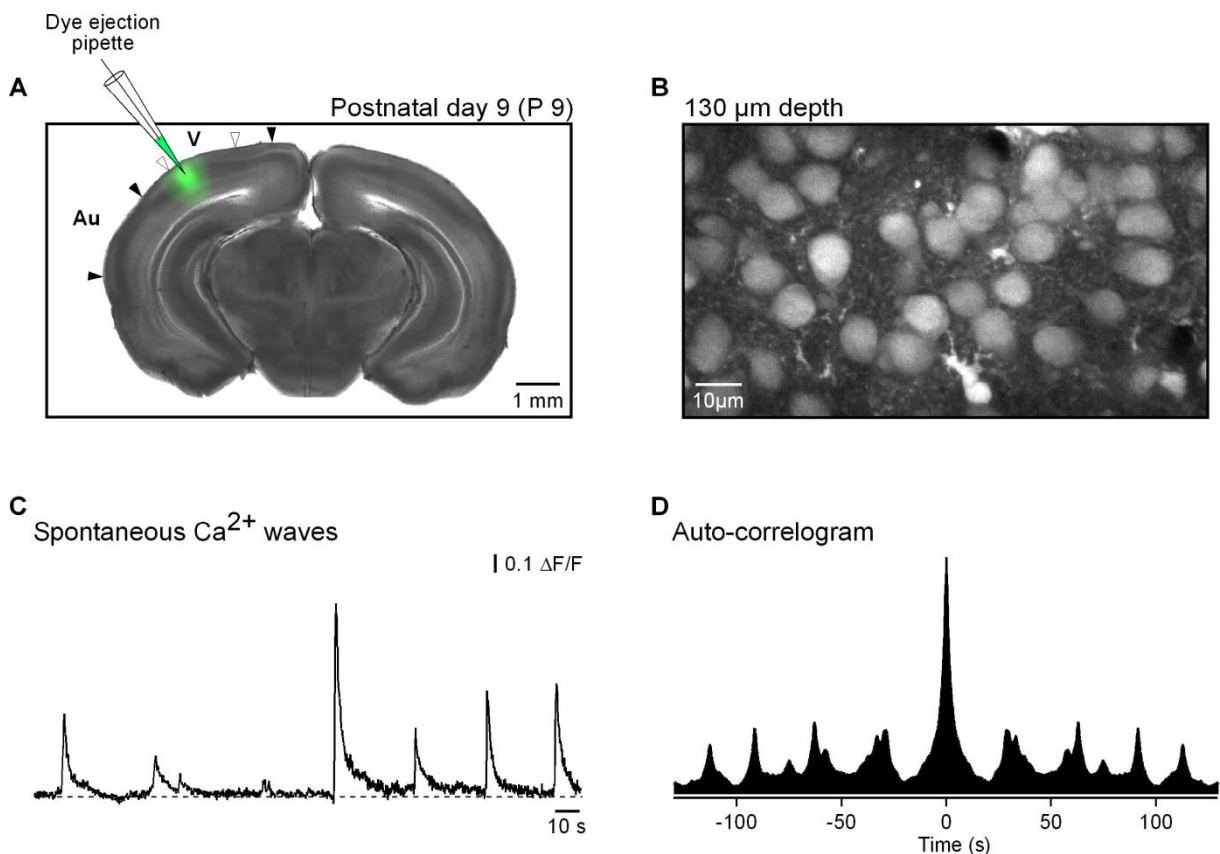 Dye ejection
pipette
A
Postnatal day 9 (P 9)
V
Au
1 mm
B
130 µm depth
10µm
C
Spontaneous Ca²⁺ waves
0.1 ΔF/F
10 s
D
Auto-correlogram
-100 -50 0 50 100
Time (s)